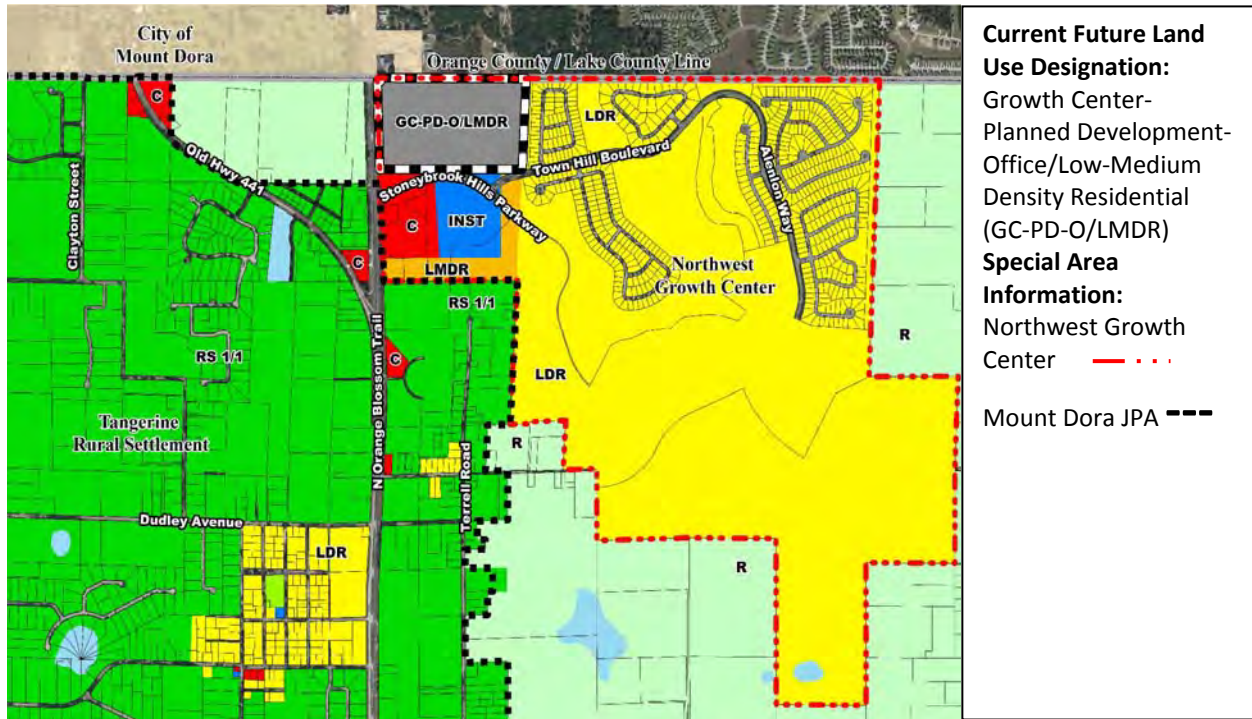 City of
Mount Dora
Orange County / Lake County Line
C
GC-PD-O/LMDR
LDR
Town Hill Boulevard
Alenlon Way
Old Hwy 441
Clayton Street
Stoneybrook Hills Parkway
C
INST
C
LMDR
Northwest
Growth Center
RS 1/1
RS 1/1
R
C
LDR
N Orange Blossom Trail
Tangerine
Rural Settlement
R
Terrell Road
Dudley Avenue
LDR
R
Current Future Land
Use Designation:
Growth Center-
Planned Development-
Office/Low-Medium
Density Residential
(GC-PD-O/LMDR)
Special Area
Information:
Northwest Growth
Center
Mount Dora JPA